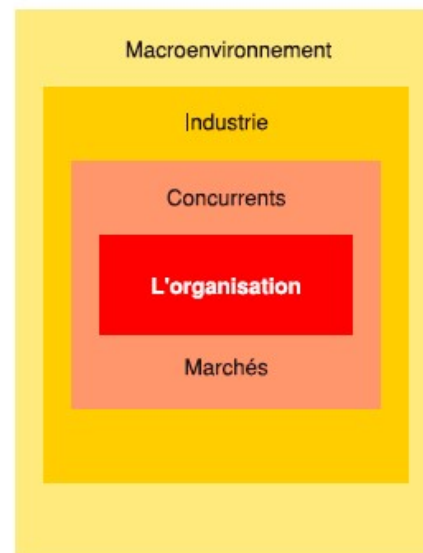 Macroenvironnement
Industrie
Concurrents
L'organisation
Marchés